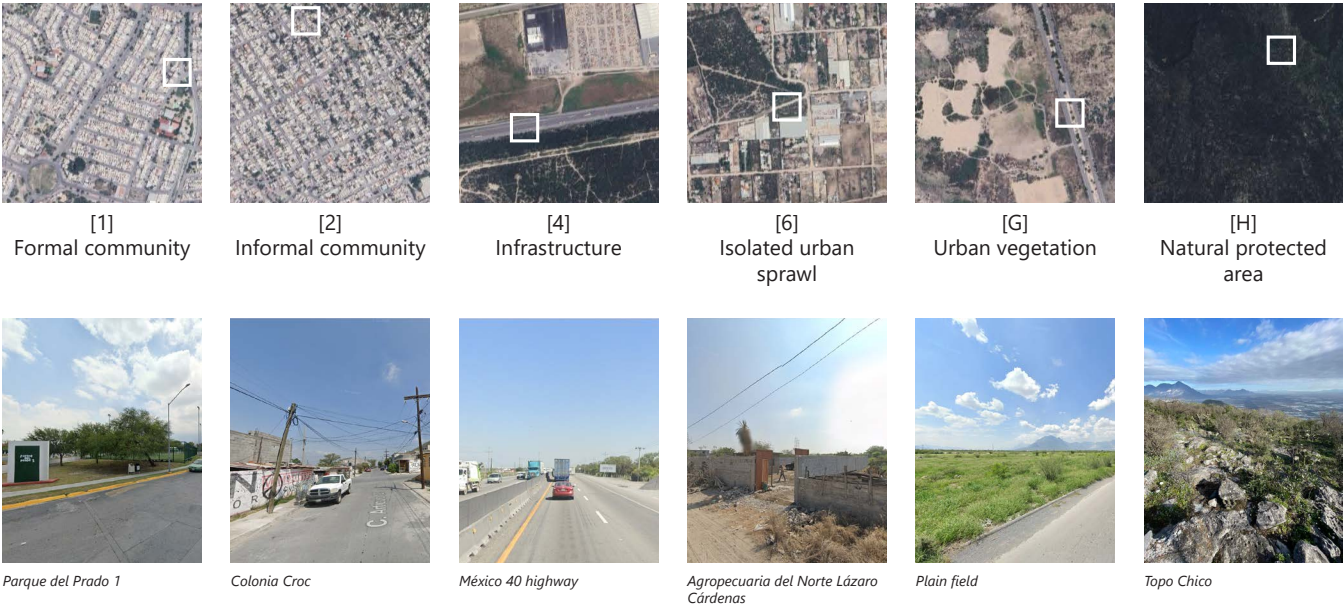 [1]
Formal community
[2]
Informal community
[4]
Infrastructure
[6]
Isolated urban
sprawl
[G]
Urban vegetation
[H]
Natural protected
area
Parque del Prado 1
Colonia Croc
México 40 highway
Agropecuaria del Norte Lázaro
Cárdenas
Plain field
Topo Chico